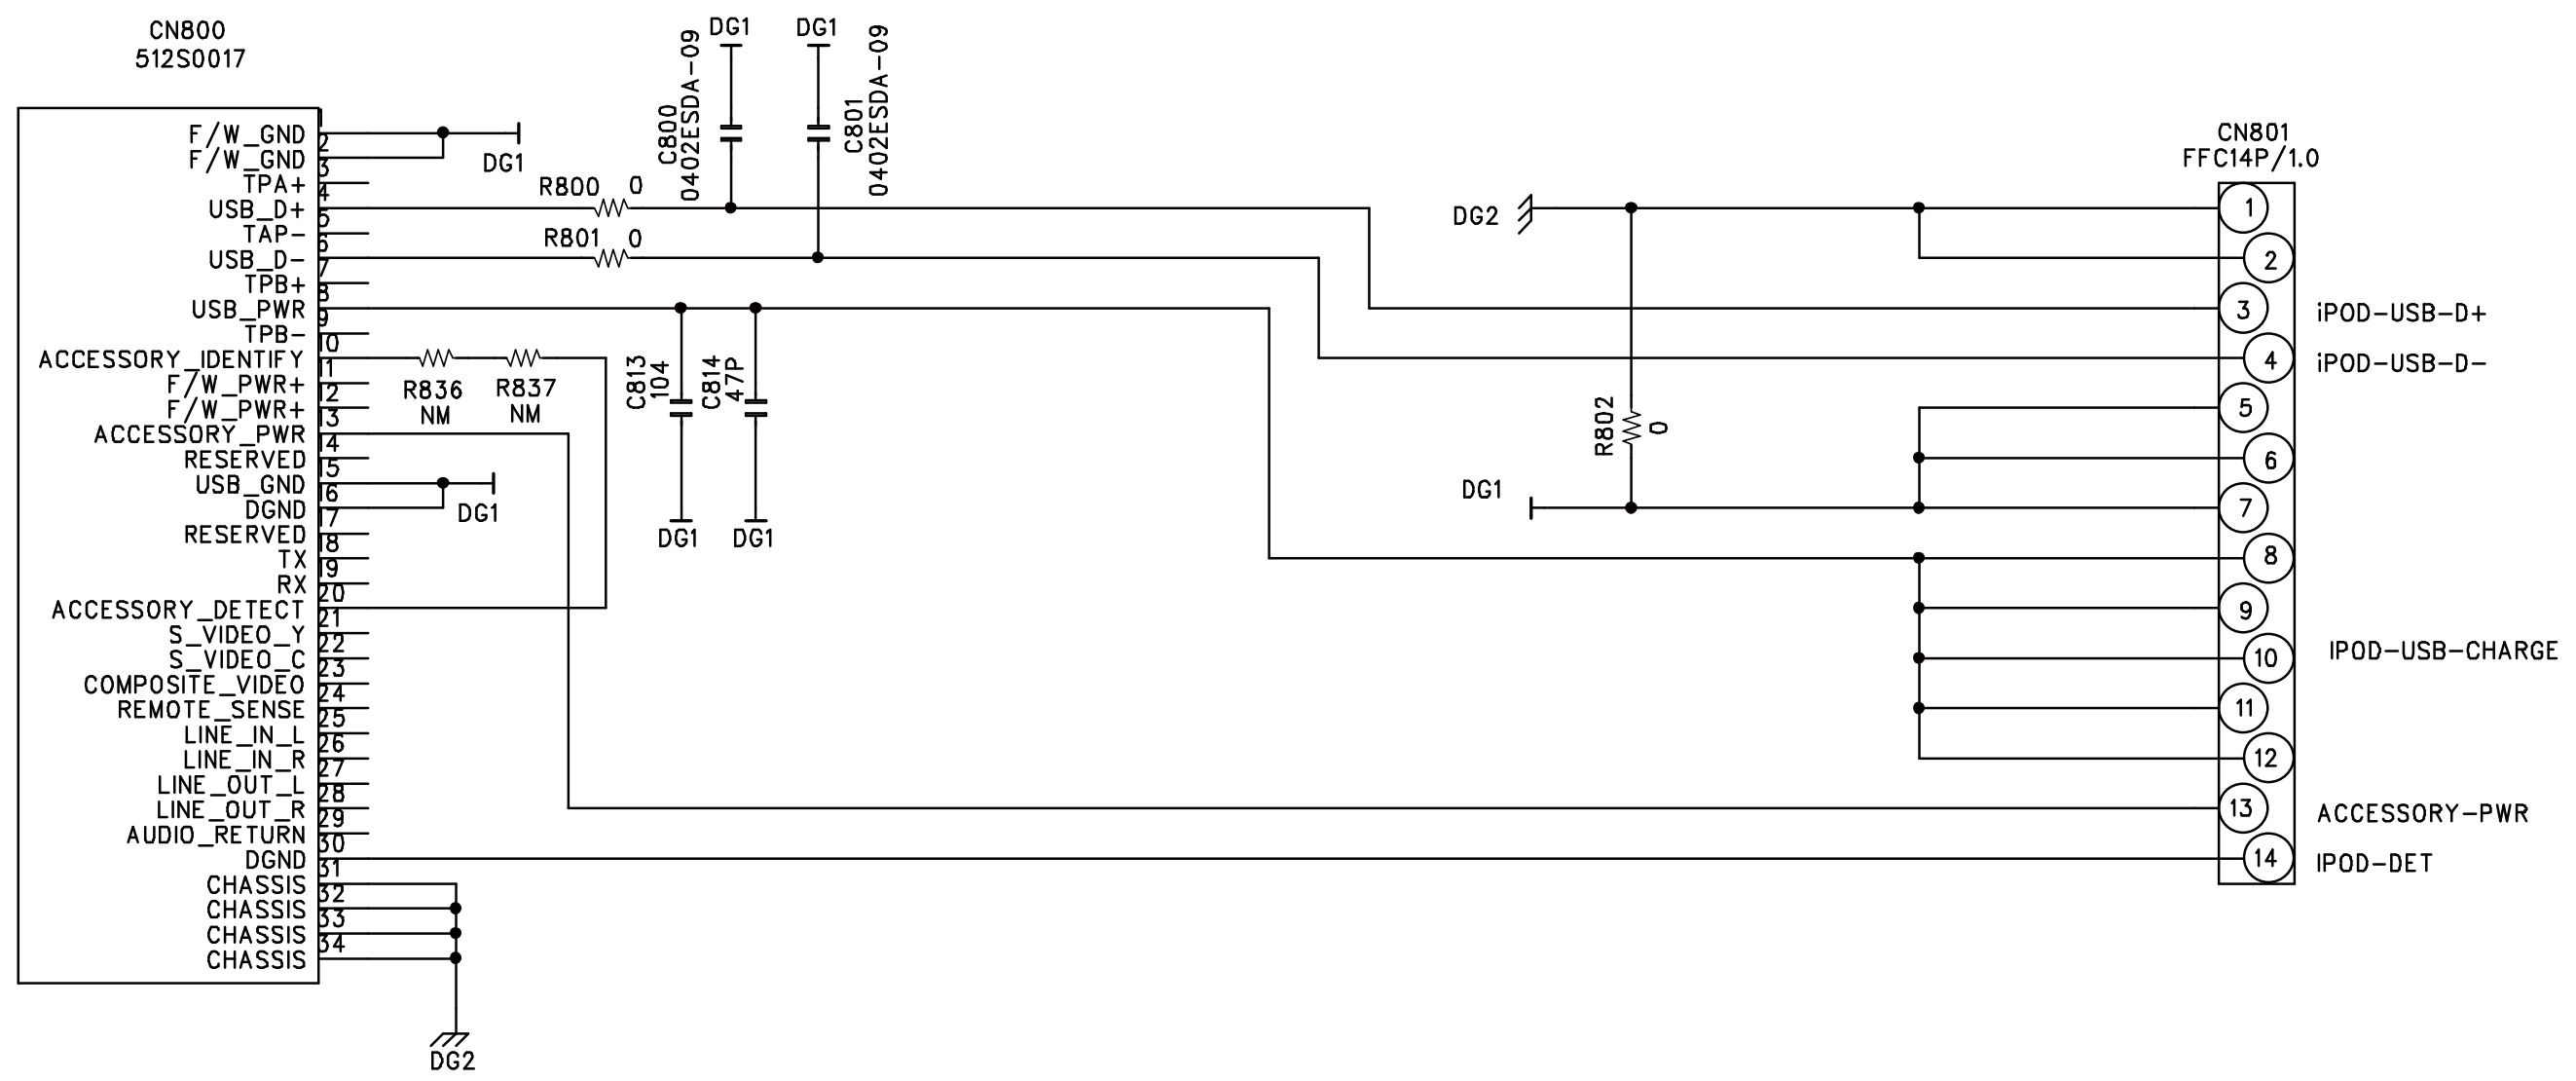 CN800
512S0017
1
F/W_GND
2
F/W_GND
3
TPA+
4
USB_D+
5
TAP-
6
USB_D-
7
TPB+
8
USB_PWR
9
TPB-
10
ACCESSORY_IDENTIFY
11
F/W_PWR+
12
F/W_PWR+
13
ACCESSORY_PWR
14
RESERVED
15
USB_GND
16
DGND
17
RESERVED
18
TX
19
RX
20
ACCESSORY_DETECT
21
S_VIDEO_Y
22
S_VIDEO_C
23
COMPOSITE_VIDEO
24
REMOTE_SENSE
25
LINE_IN_L
26
LINE_IN_R
27
LINE_OUT_L
28
LINE_OUT_R
29
AUDIO_RETURN
30
DGND
31
CHASSIS
32
CHASSIS
33
CHASSIS
34
CHASSIS
DG2
DG1
DG1
R836
NM
R837
NM
R800 0
R801 0
DG1
C800
0402ESDA-09
DG1
C801
0402ESDA-09
C813
104
DG1
C814
47P
DG1
DG2
R802
0
DG1
CN801
FFC14P/1.0
1
2
3
iPOD-USB-D+
4
iPOD-USB-D-
5
6
7
8
9
10
IPOD-USB-CHARGE
11
12
13
ACCESSORY-PWR
14
IPOD-DET